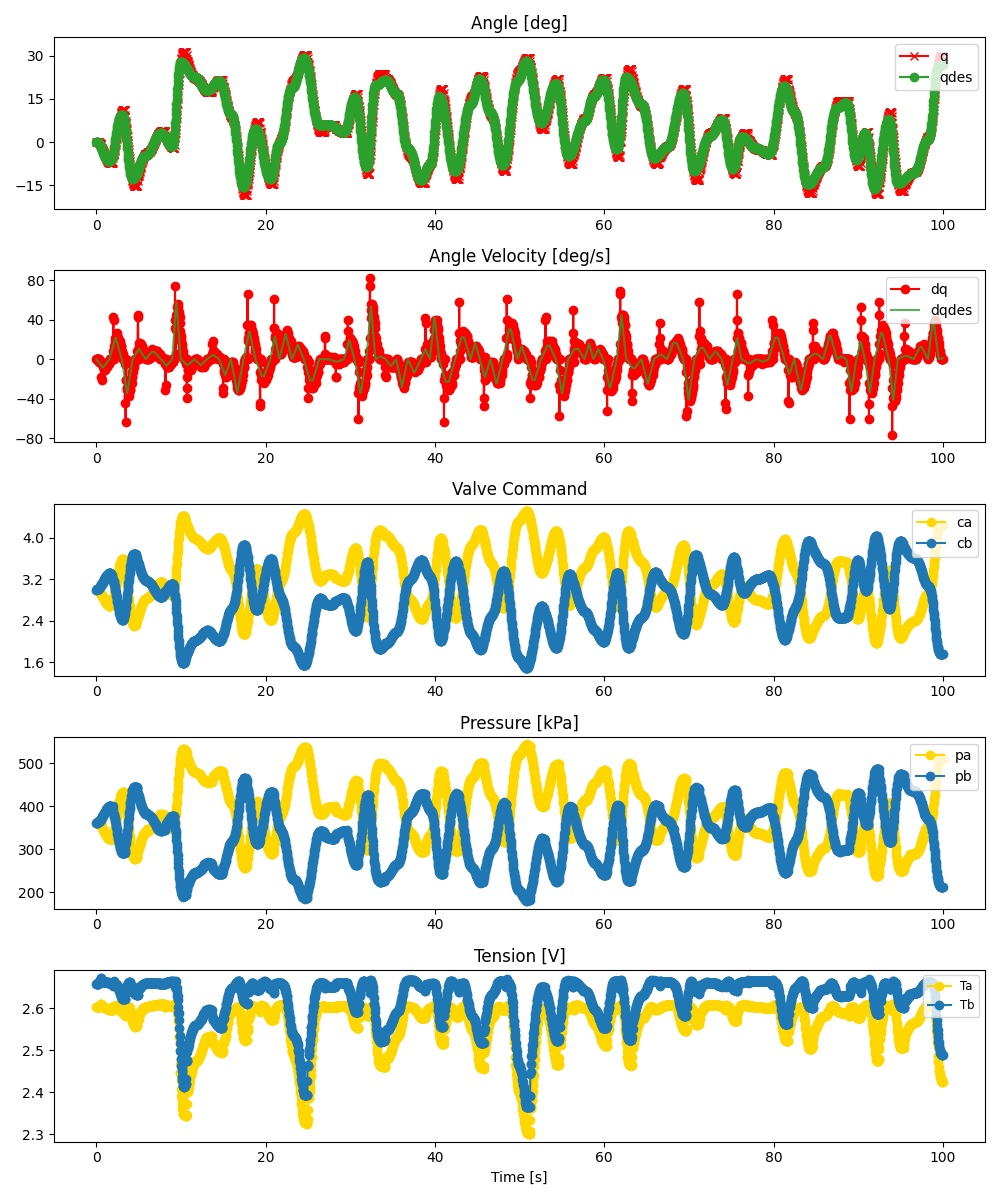 Angle [deg]
30
15
0
−15
q
qdes
0 20 40 60 80 100
Angle Velocity [deg/s]
80
40
0
−40
−80
dq
dqdes
0 20 40 60 80 100
Valve Command
4.0
3.2
2.4
1.6
ca
cb
0 20 40 60 80 100
Pressure [kPa]
500
400
300
200
pa
pb
0 20 40 60 80 100
Tension [V]
2.6
2.5
2.4
2.3
Ta
Tb
0 20 40 60 80 100
Time [s]